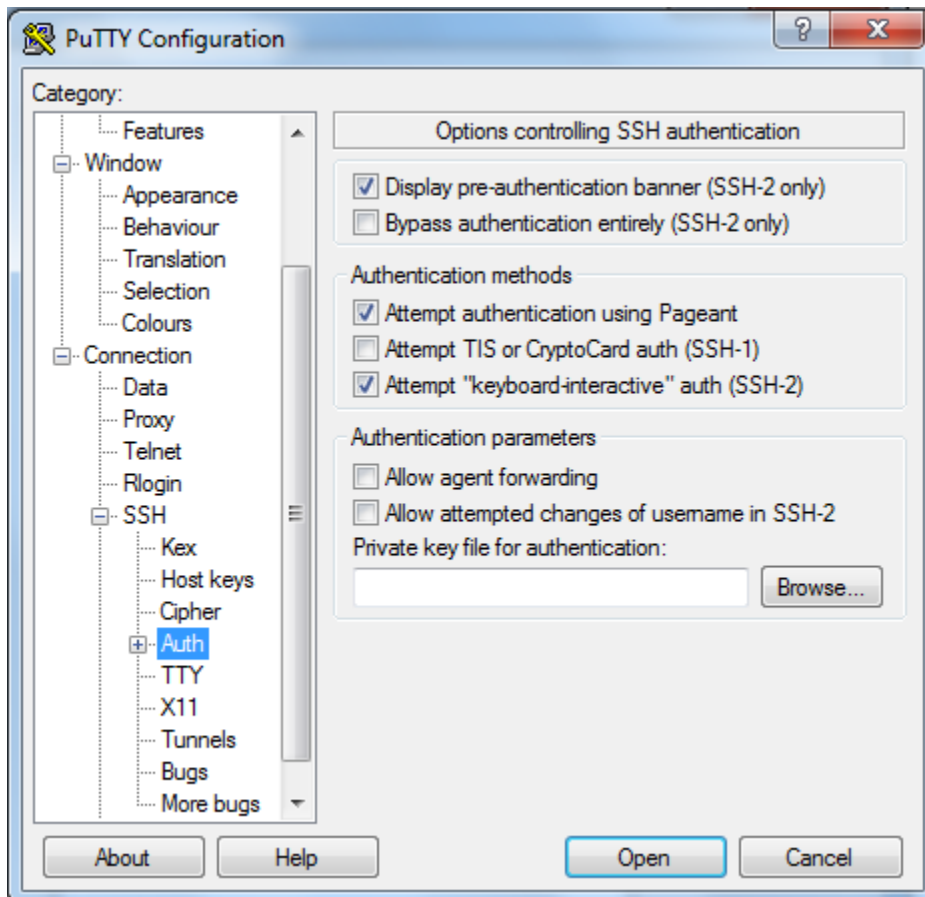 PuTTY Configuration
Category:
Features
Window
Appearance
Behaviour
Translation
Selection
Colours
Connection
Data
Proxy
Telnet
Rlogin
SSH
Kex
Host keys
Cipher
Auth
TTY
X11
Tunnels
Bugs
More bugs
Options controlling SSH authentication
Display pre-authentication banner (SSH-2 only)
Bypass authentication entirely (SSH-2 only)
Authentication methods
Attempt authentication using Pageant
Attempt TIS or CryptoCard auth (SSH-1)
Attempt "keyboard-interactive" auth (SSH-2)
Authentication parameters
Allow agent forwarding
Allow attempted changes of username in SSH-2
Private key file for authentication:
Browse...
About
Help
Open
Cancel